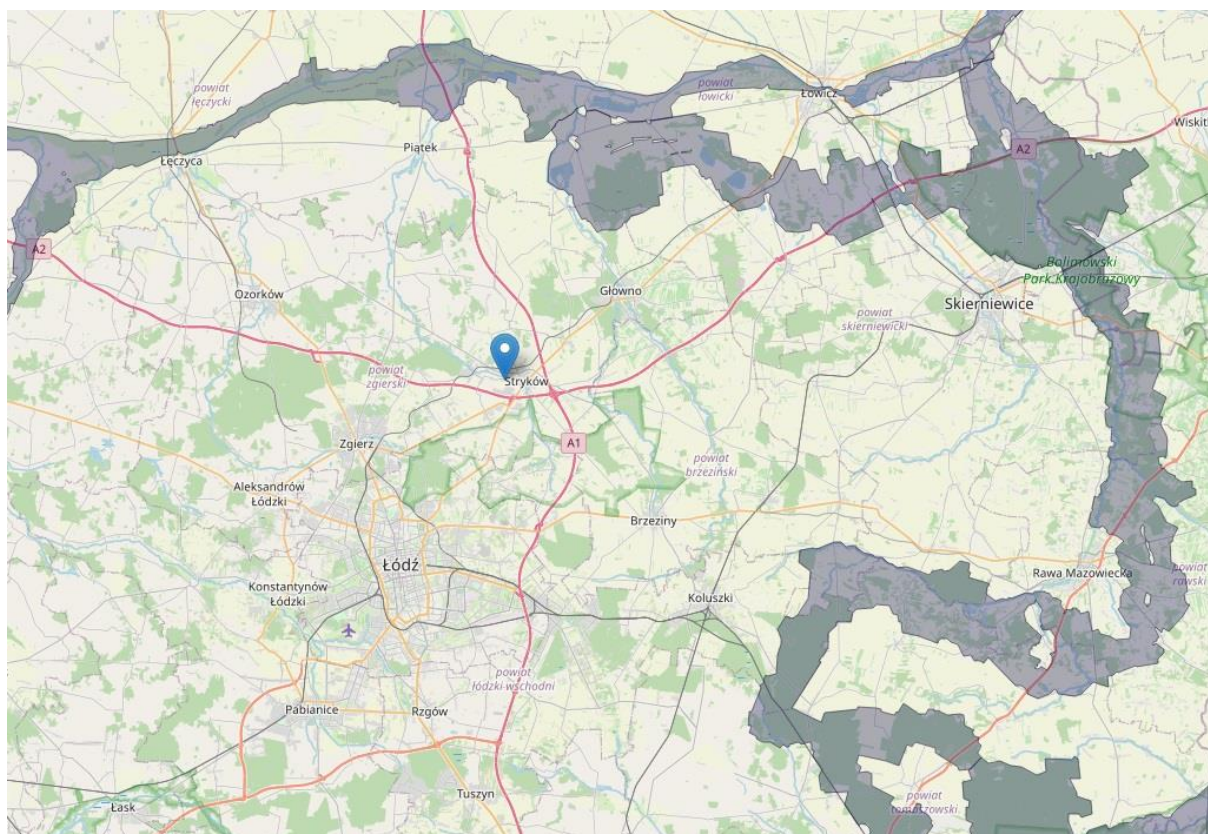 powiat
łęczycki
powiat
łowicki
Łowicz
Wiskitk
Łęczyca
Piątek
A2
A2
Ozorków
Głowno
Bolimowski
Park Krajobrazowy
Skierniewice
powiat
skierniewicki
powiat
zgierski
Stryków
Zgierz
A1
powiat
brzeziński
Aleksandrów
Łódzki
Brzeziny
Łódź
Konstantynów
Łódzki
Koluszki
Rawa Mazowiecka
powiat
rawski
powiat
łódzki wschodni
Pabianice
Rzgów
Tuszyn
Łask
powiat
tomaszowski